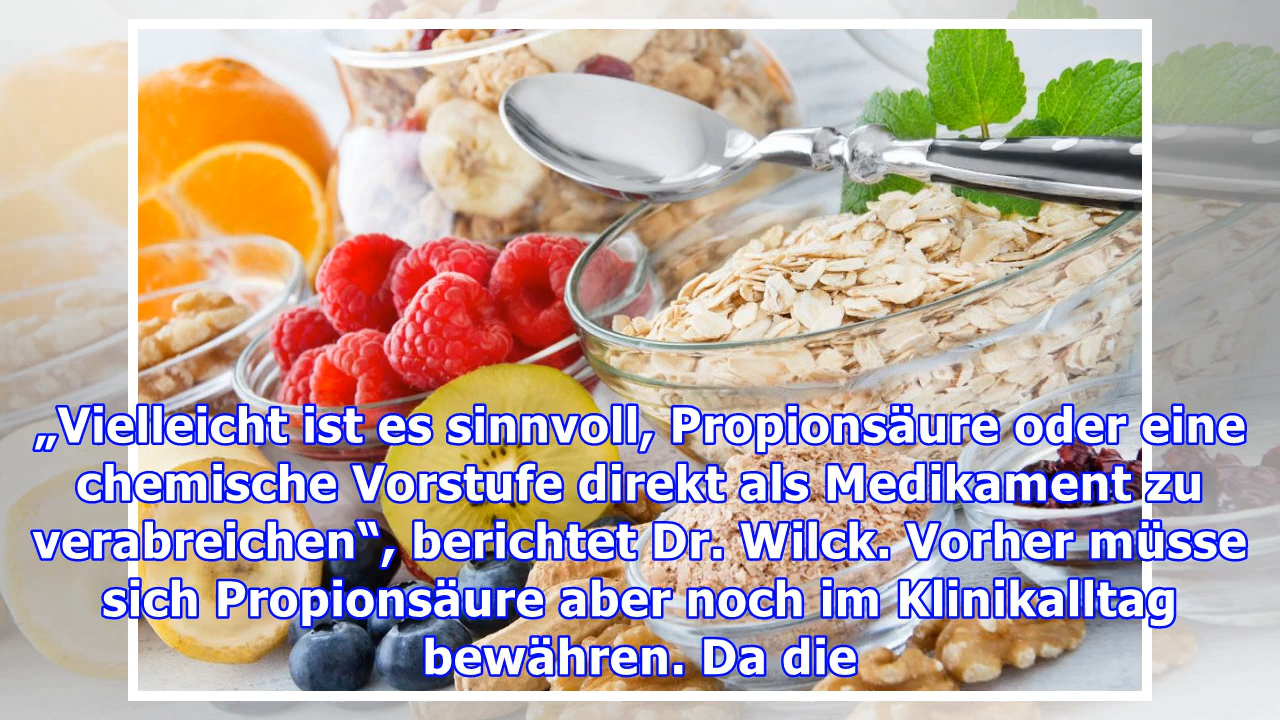 „Vielleicht ist es sinnvoll, Propionsäure oder eine
chemische Vorstufe direkt als Medikament zu
verabreichen“, berichtet Dr. Wilck. Vorher müsse
sich Propionsäure aber noch im Klinikalltag
bewähren. Da die